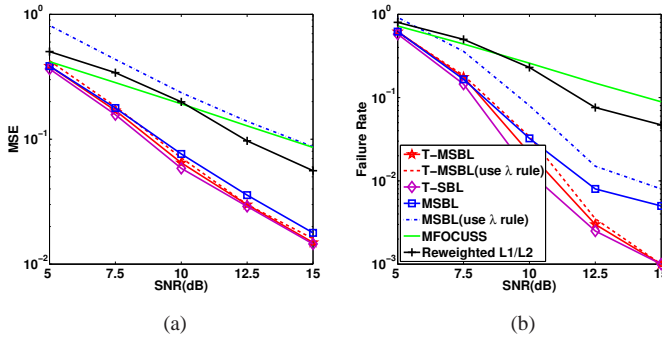 10^0
10^-1
10^-2
MSE
5
7.5
10
12.5
15
SNR(dB)
(a)
10^0
10^-1
10^-2
10^-3
Failure Rate
T-MSBL
T-MSBL(use λ rule)
T-SBL
MSBL
MSBL(use λ rule)
MFOCUSS
Reweighted L1/L2
5
7.5
10
12.5
15
SNR(dB)
(b)